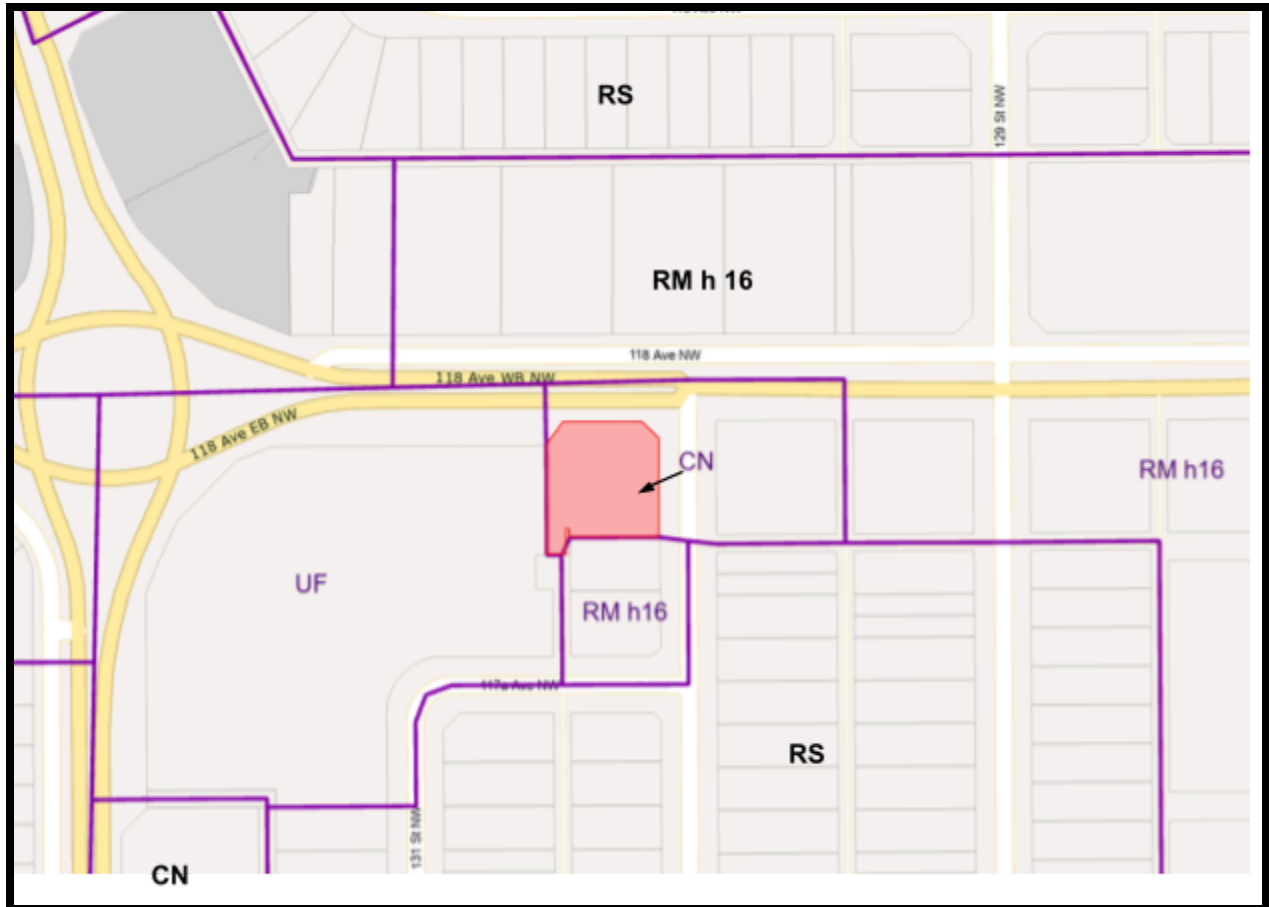 RS
129 St NW
RM h 16
118 Ave NW
118 Ave WB NW
118 Ave EB NW
CN
RM h16
UF
RM h16
117a Ave NW
RS
131 St NW
CN